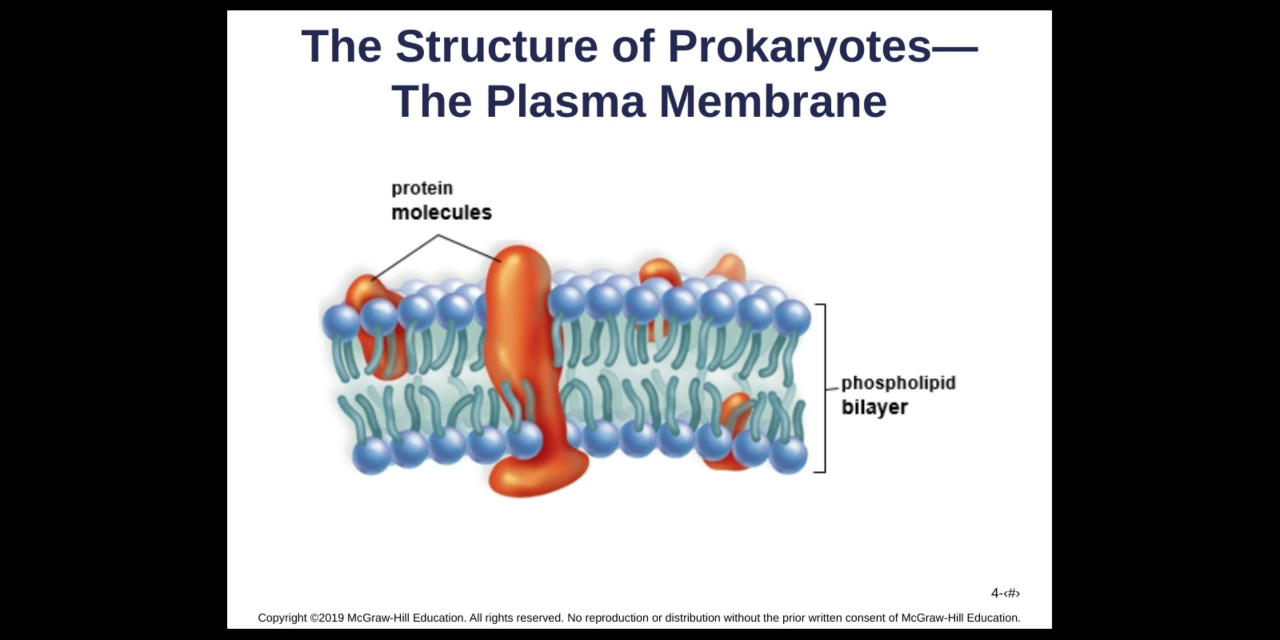 The Structure of Prokaryotes—
The Plasma Membrane
protein
molecules
phospholipid
bilayer
4-‹#›
Copyright ©2019 McGraw-Hill Education. All rights reserved. No reproduction or distribution without the prior written consent of McGraw-Hill Education.